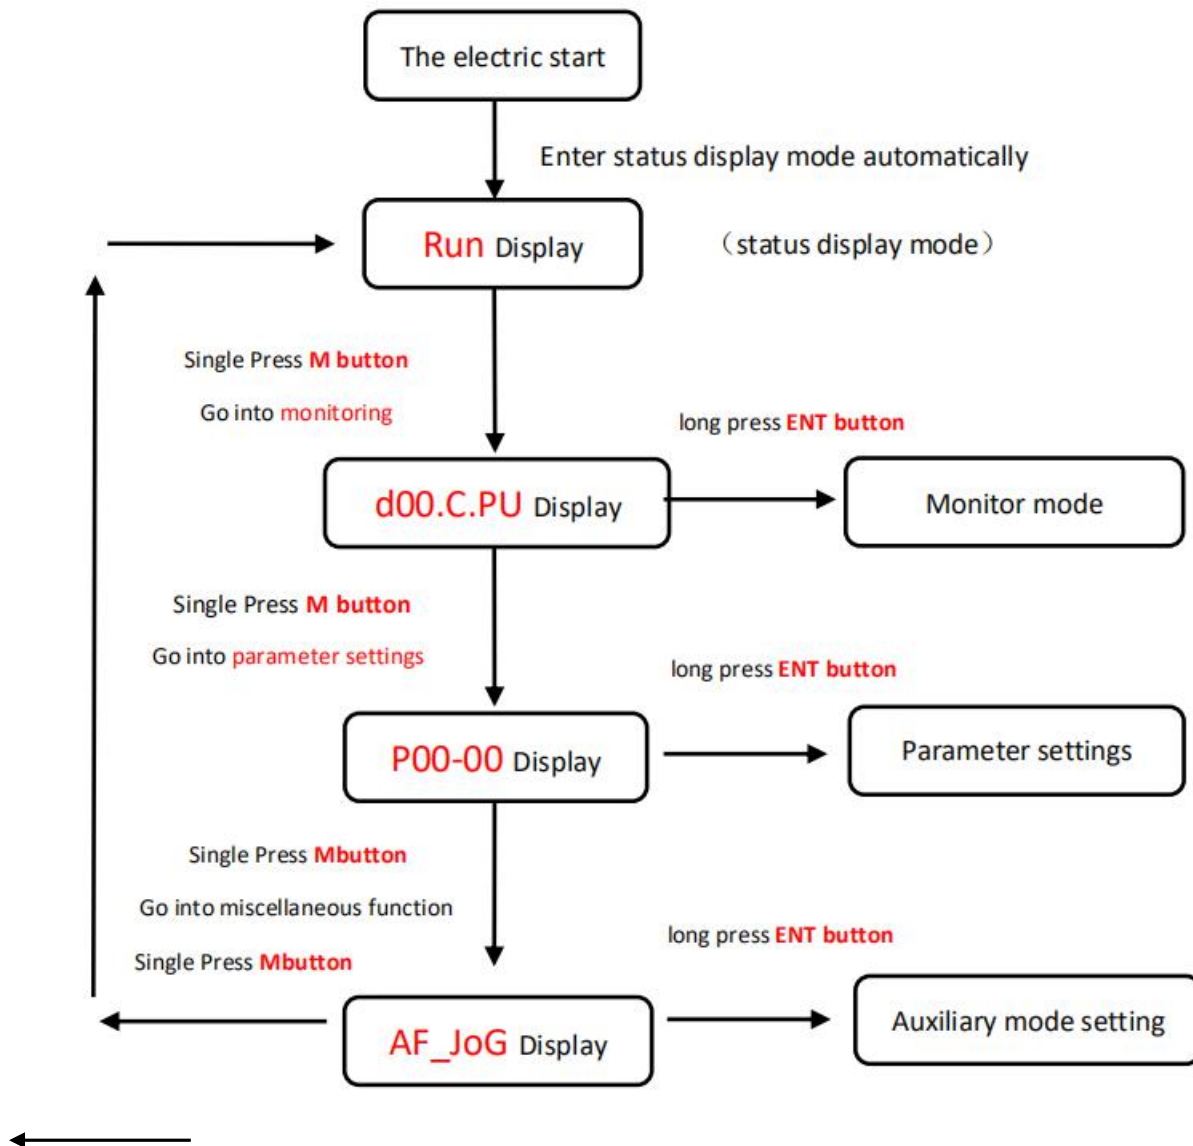 The electric start
Enter status display mode automatically
Run Display
（status display mode）
Single Press M button
Go into monitoring
long press ENT button
d00.C.PU Display
Monitor mode
Single Press M button
Go into parameter settings
long press ENT button
P00-00 Display
Parameter settings
Single Press Mbutton
Go into miscellaneous function
long press ENT button
Single Press Mbutton
AF_JoG Display
Auxiliary mode setting